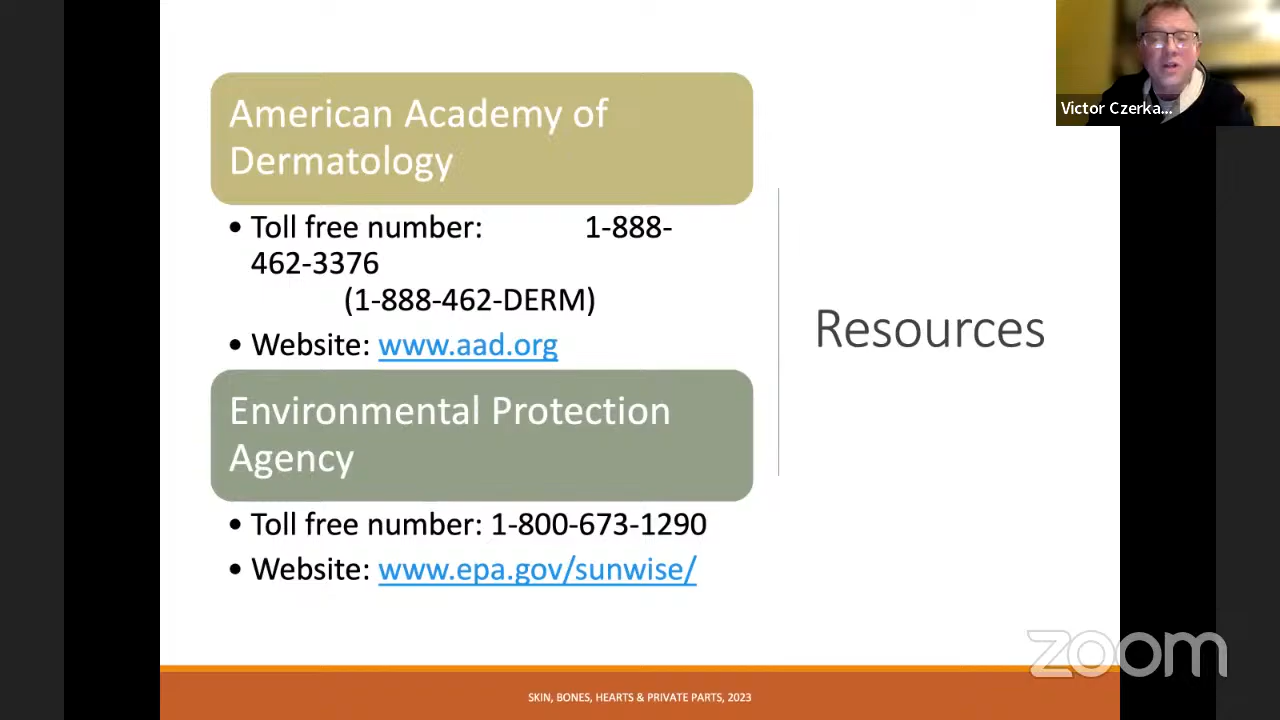 American Academy of
Dermatology
• Toll free number: 1-888-
462-3376
(1-888-462-DERM)
• Website: www.aad.org
Environmental Protection
Agency
• Toll free number: 1-800-673-1290
• Website: www.epa.gov/sunwise/
Resources
Victor Czerka...
zoom
SKIN, BONES, HEARTS & PRIVATE PARTS, 2023